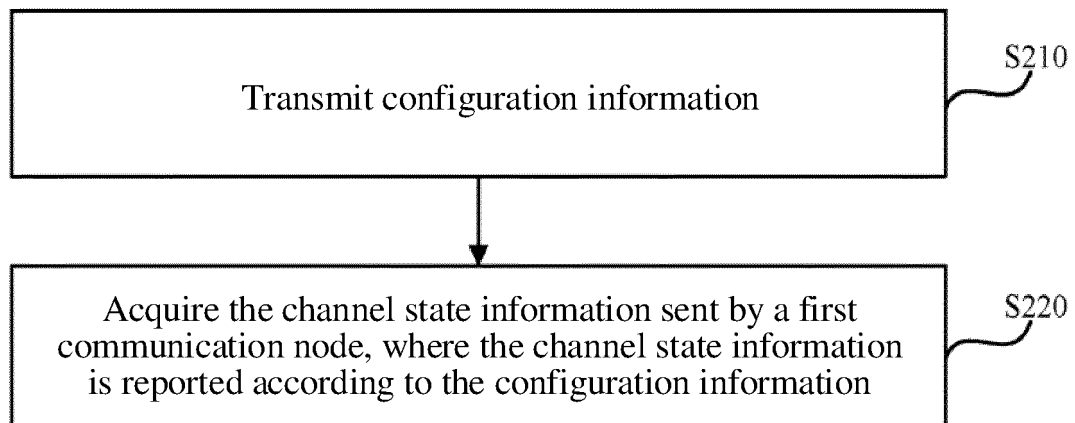 Transmit configuration information
S210
Acquire the channel state information sent by a first
communication node, where the channel state information
is reported according to the configuration information
S220